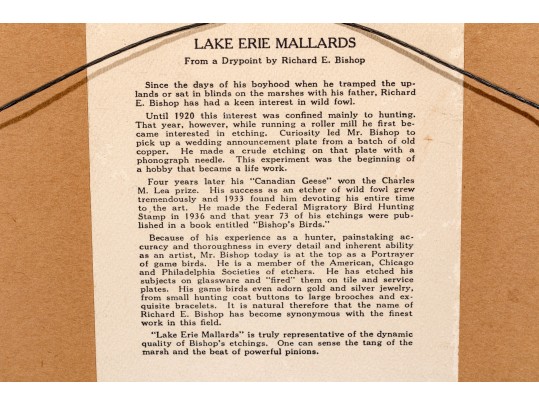 LAKE ERIE MALLARDS
From a Drypoint by Richard E. Bishop
Since the days of his boyhood when he tramped the up-
lands or sat in blinds on the marshes with his father, Richard
E. Bishop has had a keen interest in wild fowl.
Until 1920 this interest was confined mainly to hunting.
That year, however, while running a roller mill he first be-
came interested in etching. Curiosity led Mr. Bishop to
pick up a wedding announcement plate from a batch of old
copper. He made a crude etching on that plate with a
phonograph needle. This experiment was the beginning of
a hobby that became a life work.
Four years later his "Canadian Geese" won the Charles
M. Lea prize. His success as an etcher of wild fowl grew
tremendously and 1933 found him devoting his entire time
to the art. He made the Federal Migratory Bird Hunting
Stamp in 1936 and that year 73 of his etchings were pub-
lished in a book entitled "Bishop's Birds."
Because of his experience as a hunter, painstaking ac-
curacy and thoroughness in every detail and inherent ability
as an artist, Mr. Bishop today is at the top as a Portrayer
of game birds. He is a member of the American, Chicago
and Philadelphia Societies of etchers. He has etched his
subjects on glassware and "fired" them on tile and service
plates. His game birds even adorn gold and silver jewelry,
from small hunting coat buttons to large brooches and ex-
quisite bracelets. It is natural therefore that the name of
Richard E. Bishop has become synonymous with the finest
work in this field.
"Lake Erie Mallards" is truly representative of the dynamic
quality of Bishop's etchings. One can sense the tang of the
marsh and the beat of powerful pinions.